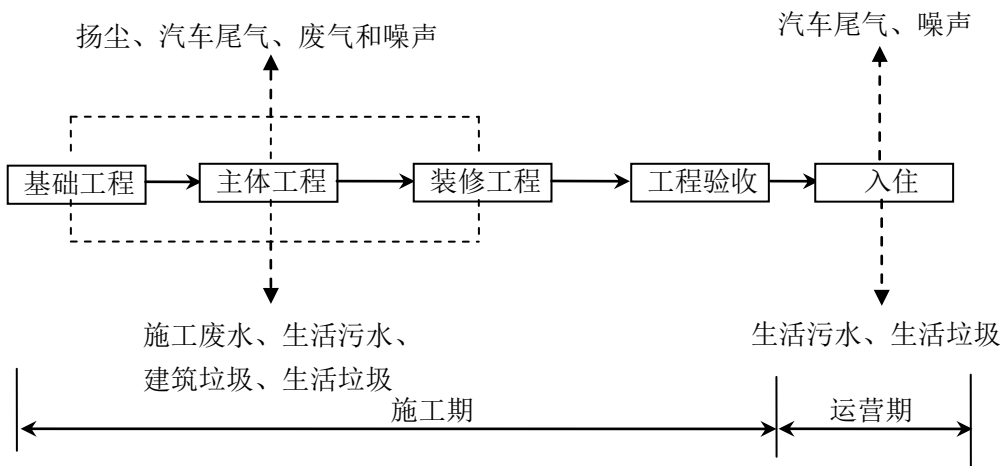 扬尘、汽车尾气、废气和噪声
汽车尾气、噪声
基础工程
主体工程
装修工程
工程验收
入住
施工废水、生活污水、
建筑垃圾、生活垃圾
生活污水、生活垃圾
施工期
运营期